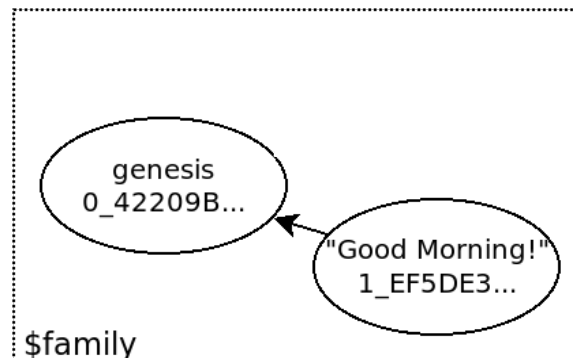 genesis
0_42209B...
"Good Morning!"
1_EF5DE3...
$family